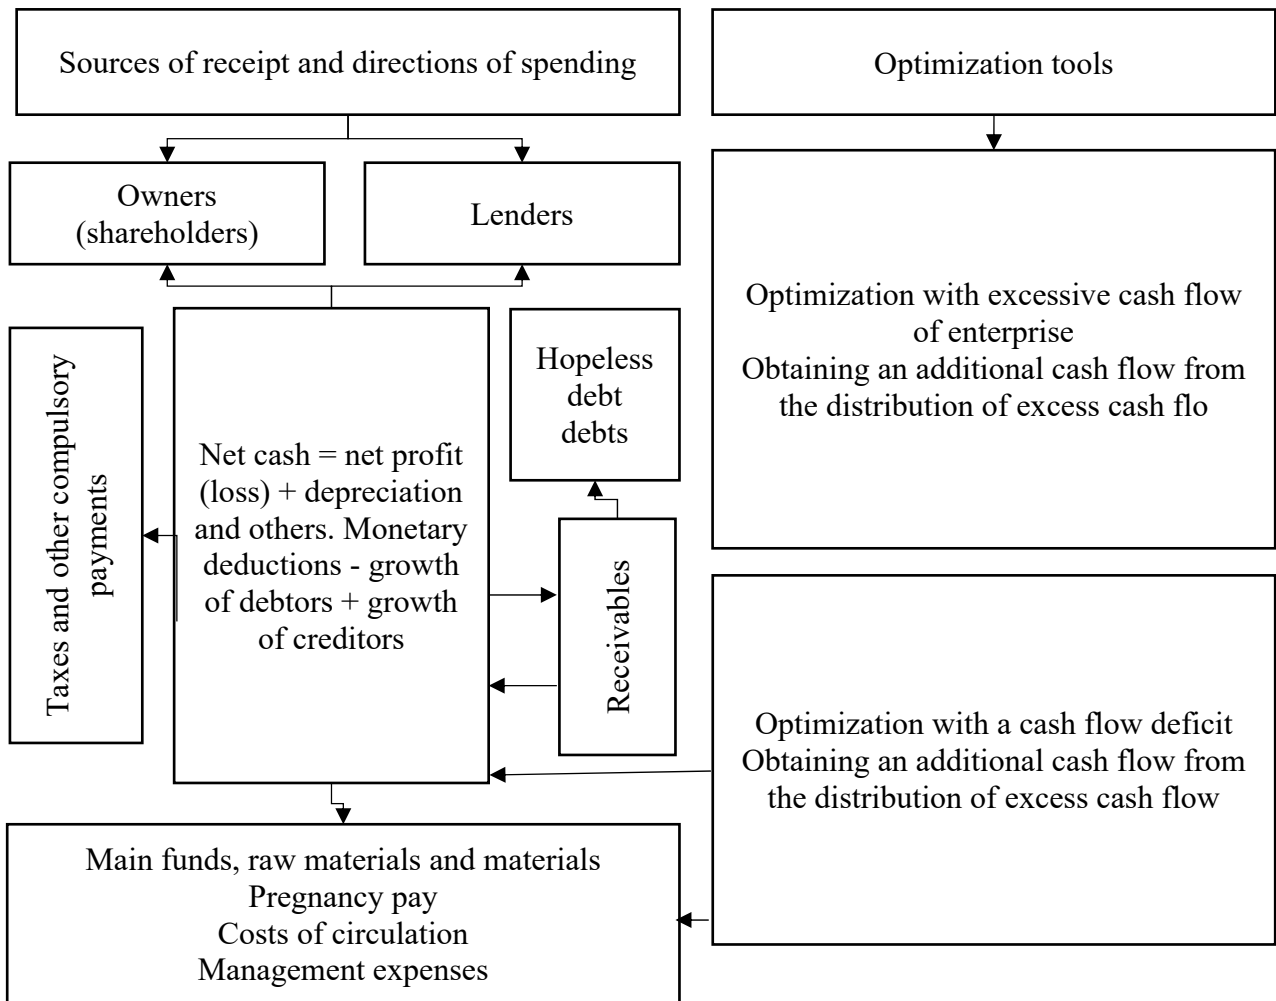 Sources of receipt and directions of spending
Optimization tools
Owners
(shareholders)
Lenders
Optimization with excessive cash flow
of enterprise
Obtaining an additional cash flow from
the distribution of excess cash flo
Taxes and other compulsory
payments
Net cash = net profit
(loss) + depreciation
and others. Monetary
deductions - growth
of debtors + growth
of creditors
Hopeless
debt
debts
Receivables
Optimization with a cash flow deficit
Obtaining an additional cash flow from
the distribution of excess cash flow
Main funds, raw materials and materials
Pregnancy pay
Costs of circulation
Management expenses